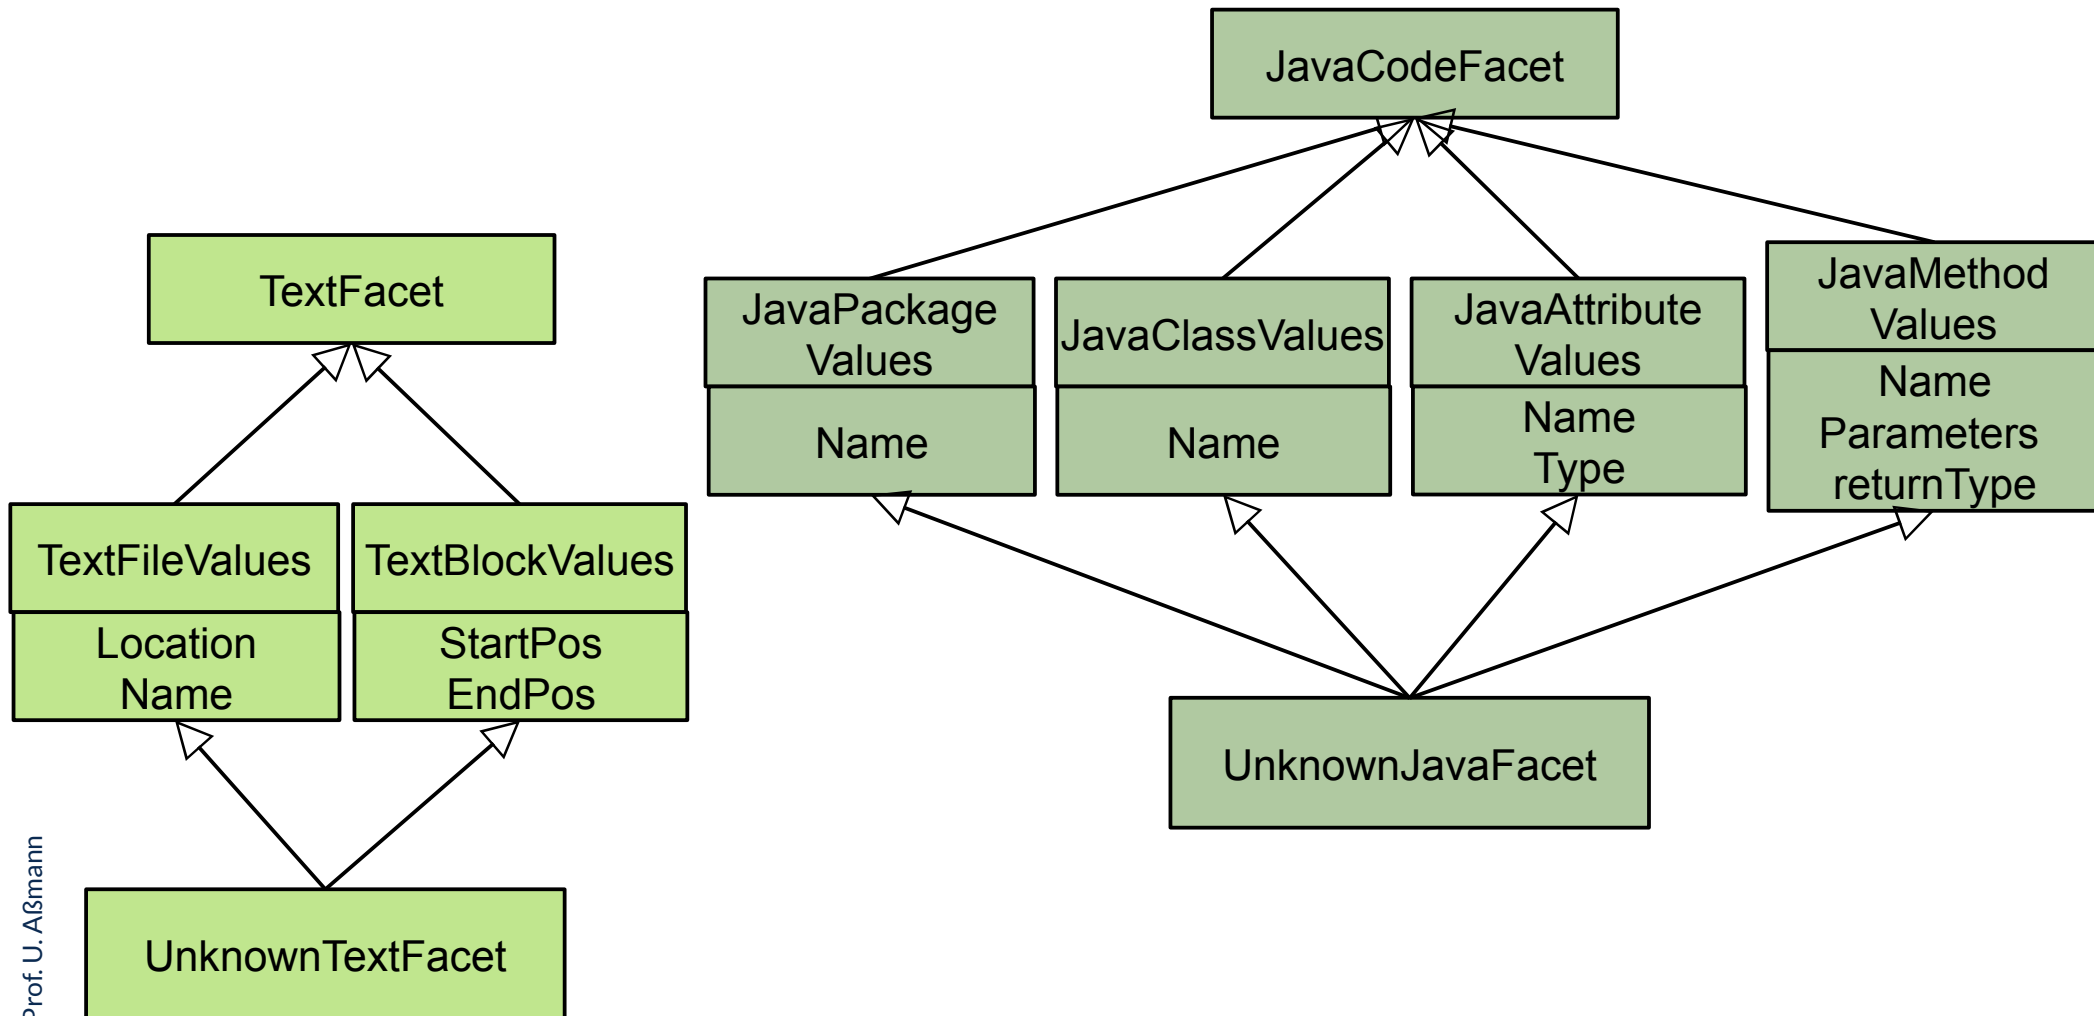 JavaCodeFacet
TextFacet
JavaPackage
Values
Name
JavaClassValues
Name
JavaAttribute
Values
Name
Type
JavaMethod
Values
Name
Parameters
returnType
TextFileValues
Location
Name
TextBlockValues
StartPos
EndPos
UnknownJavaFacet
UnknownTextFacet
Prof. U. Aßmann